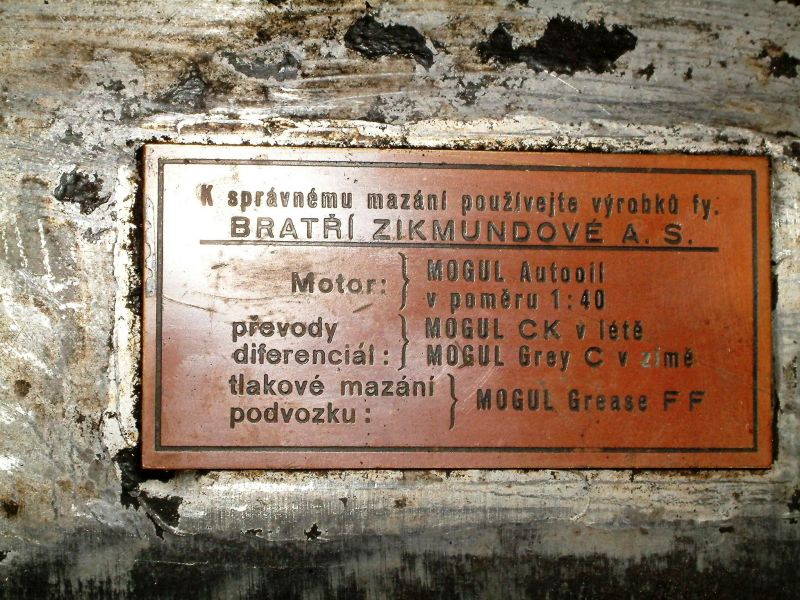 K správnému mazání používejte výrobků fy.
BRATŘÍ ZIKMUNDOVÉ A. S.
Motor: } MOGUL Autooil
v poměru 1:40
převody } MOGUL CK v létě
diferenciál: MOGUL Grey C v zimě
tlakové mazání } MOGUL Grease FF
podvozku: